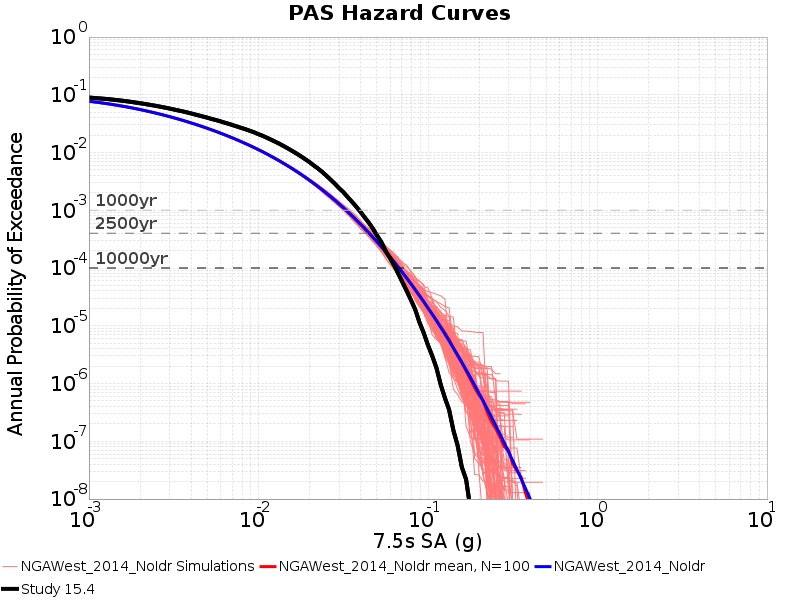 PAS Hazard Curves
Annual Probability of Exceedance
10^0
10^-1
10^-2
10^-3
10^-4
10^-5
10^-6
10^-7
10^-8
1000yr
2500yr
10000yr
10^-3 10^-2 10^-1 10^0 10^1
7.5s SA (g)
NGAWest_2014_NoIdr Simulations NGAWest_2014_NoIdr mean, N=100 NGAWest_2014_NoIdr
Study 15.4